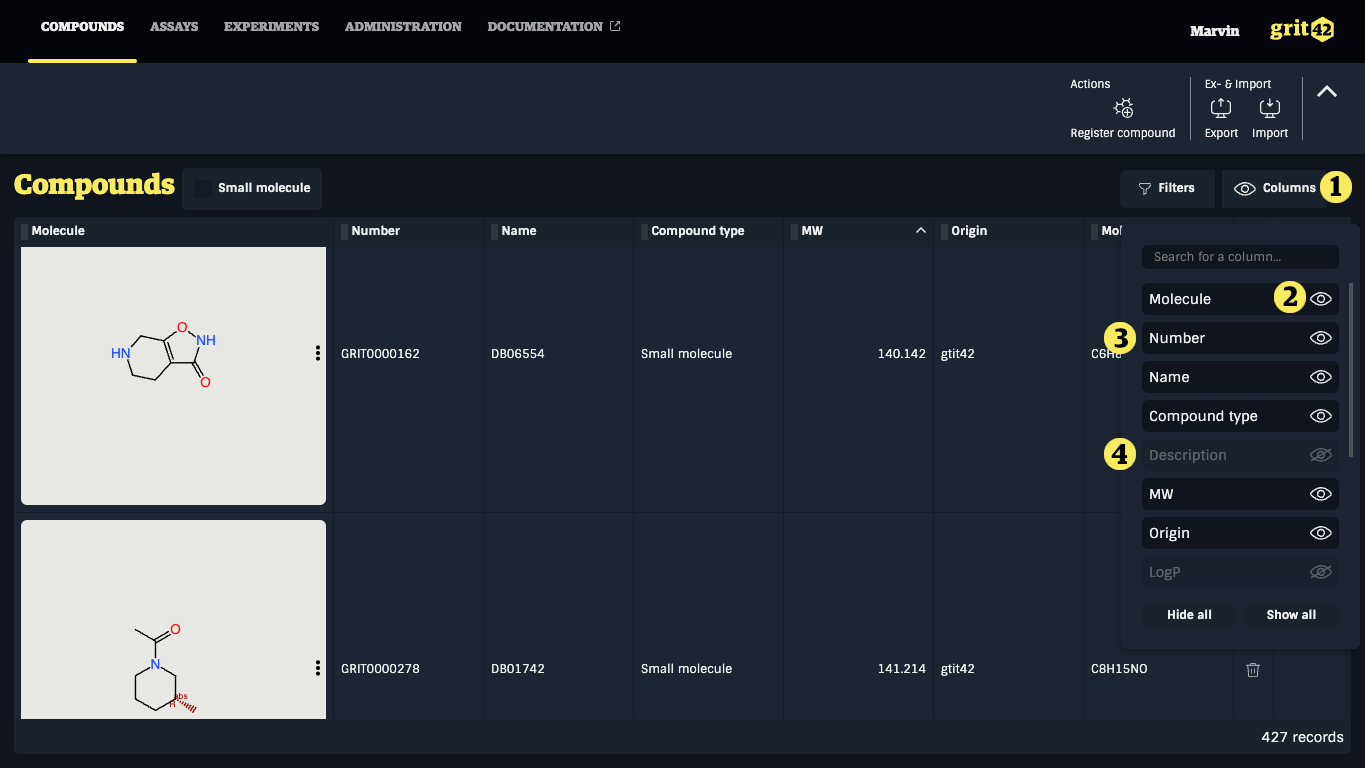 COMPOUNDS ASSAYS EXPERIMENTS ADMINISTRATION DOCUMENTATION
Marvin grit42
Actions Ex- & Import
Register compound Export Import
Compounds Small molecule Filters Columns 1
Molecule Number Name Compound type MW Origin Mol
Search for a column...
Molecule 2
3 Number
Name
Compound type
4 Description
MW
Origin
LogP
Hide all Show all
O NH HN O
GRIT0000162 DB06554 Small molecule 140.142 gtit42 C6H8
O N abs H
GRIT0000278 DB01742 Small molecule 141.214 gtit42 C8H15NO
427 records